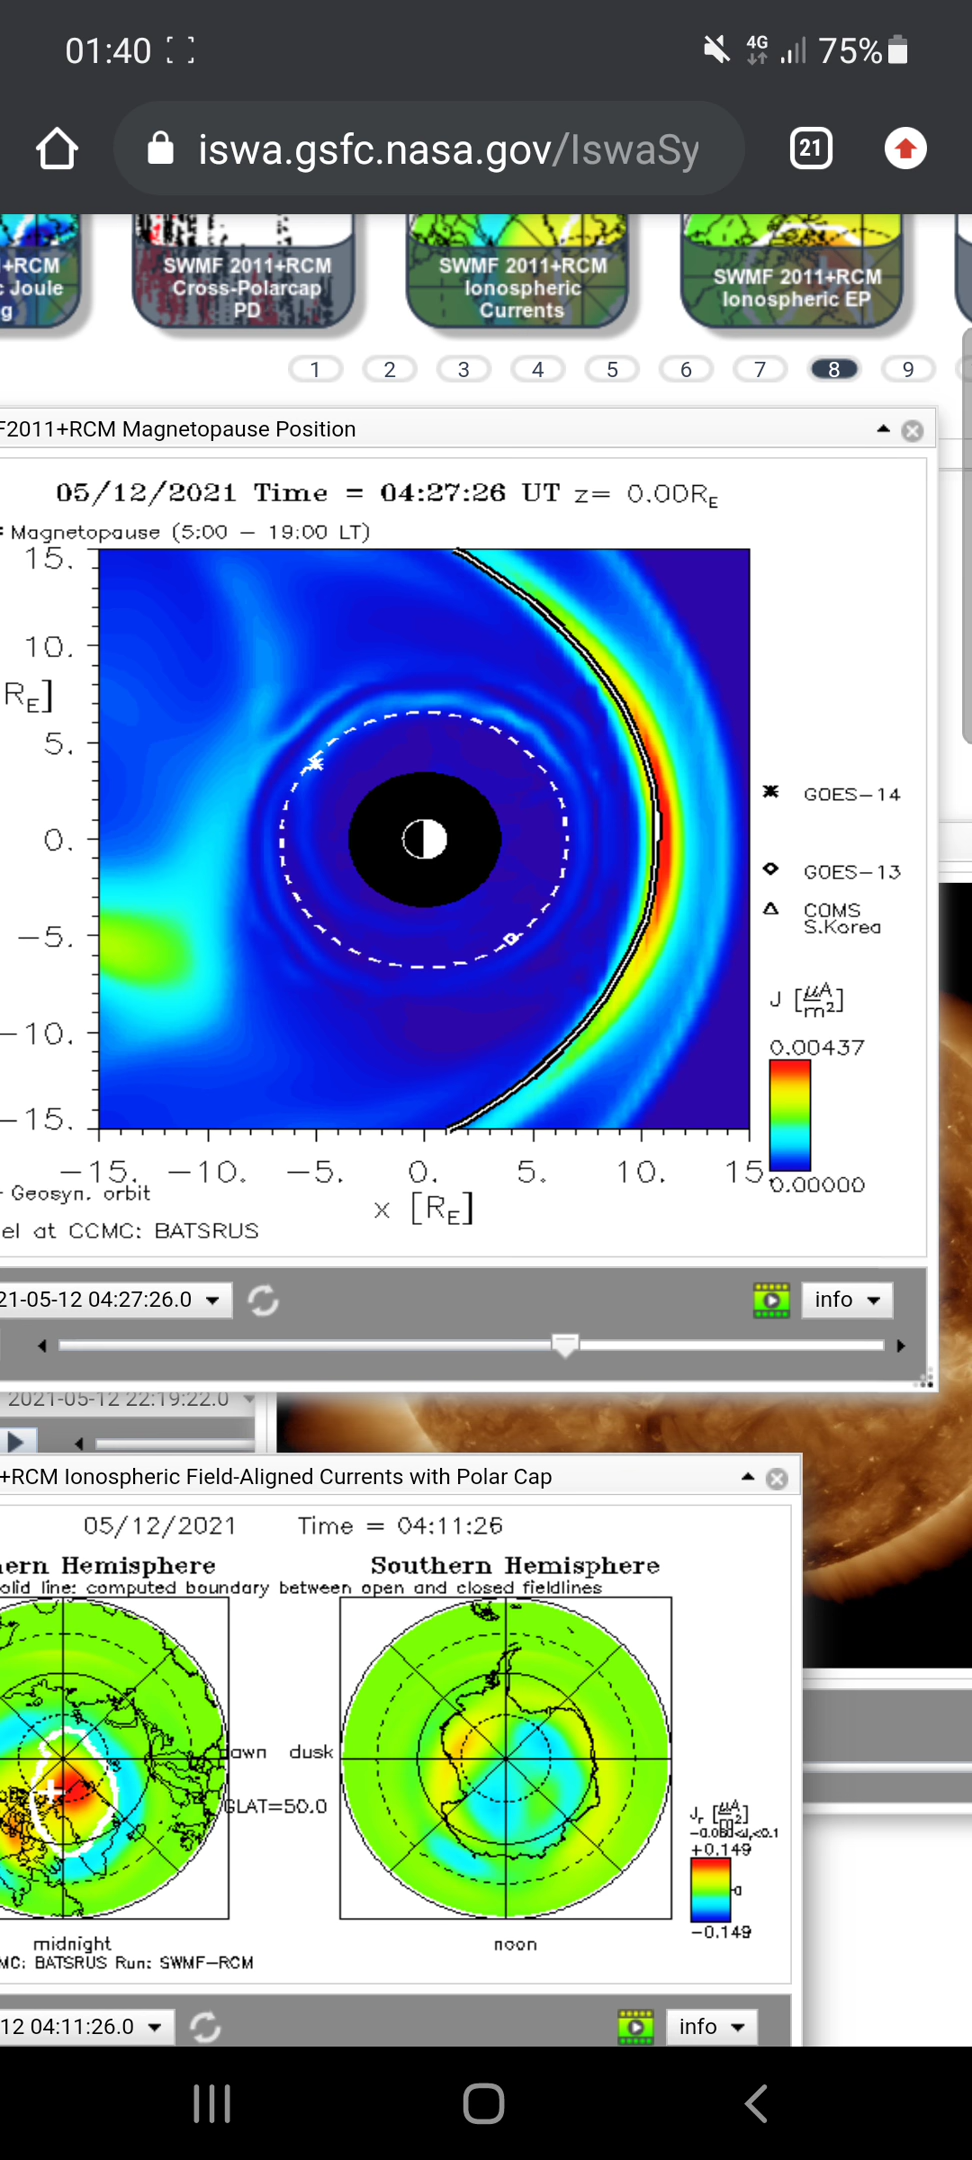 01:40
4G
75%
iswa.gsfc.nasa.gov/IswaSy
21
+RCM
Joule
g
SWMF 2011+RCM
Cross-Polarcap
PD
SWMF 2011+RCM
Ionospheric
Currents
SWMF 2011+RCM
Ionospheric EP
1 2 3 4 5 6 7 8 9
F2011+RCM Magnetopause Position
05/12/2021 Time = 04:27:26 UT z= 0.00RE
= Magnetopause (5:00 – 19:00 LT)
15.
10.
RE]
5.
0.
–5.
–10.
–15.
GOES–14
GOES–13
COMS
S.Korea
J [μA/m2]
0.00437
0.00000
–15. –10. –5. 0. 5. 10. 15.
- Geosyn. orbit
x [RE]
el at CCMC: BATSRUS
21-05-12 04:27:26.0
info
2021-05-12 22:19:22.0
+RCM Ionospheric Field-Aligned Currents with Polar Cap
05/12/2021 Time = 04:11:26
ern Hemisphere Southern Hemisphere
olid line: computed boundary between open and closed fieldlines
awn dusk
GLAT=50.0
Jr [μA/m2]
+0.149
0
−0.149
midnight noon
MC: BATSRUS Run: SWMF–RCM
12 04:11:26.0
info